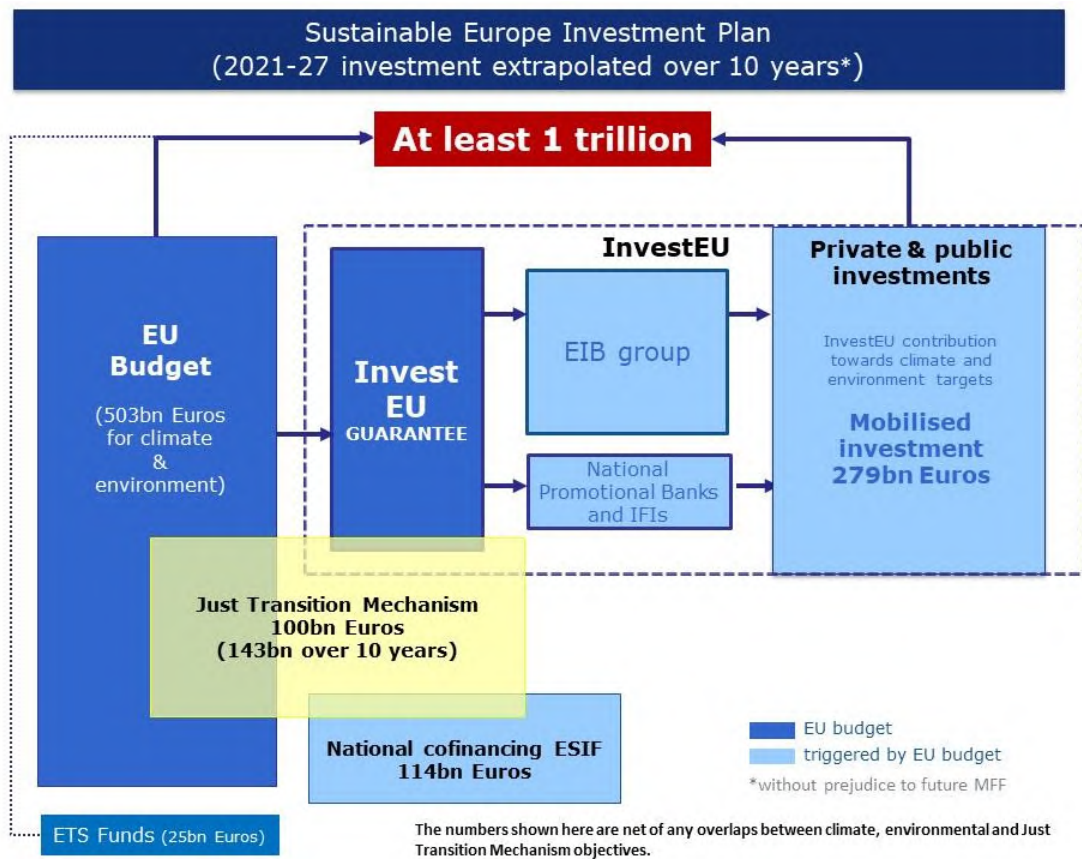 Sustainable Europe Investment Plan
(2021-27 investment extrapolated over 10 years*)
At least 1 trillion
EU
Budget
(503bn Euros
for climate
&
environment)
Invest
EU
GUARANTEE
InvestEU
EIB group
National
Promotional Banks
and IFIs
Private & public
investments
InvestEU contribution
towards climate and
environment targets
Mobilised
investment
279bn Euros
Just Transition Mechanism
100bn Euros
(143bn over 10 years)
National cofinancing ESIF
114bn Euros
EU budget
triggered by EU budget
*without prejudice to future MFF
ETS Funds (25bn Euros)
The numbers shown here are net of any overlaps between climate, environmental and Just
Transition Mechanism objectives.